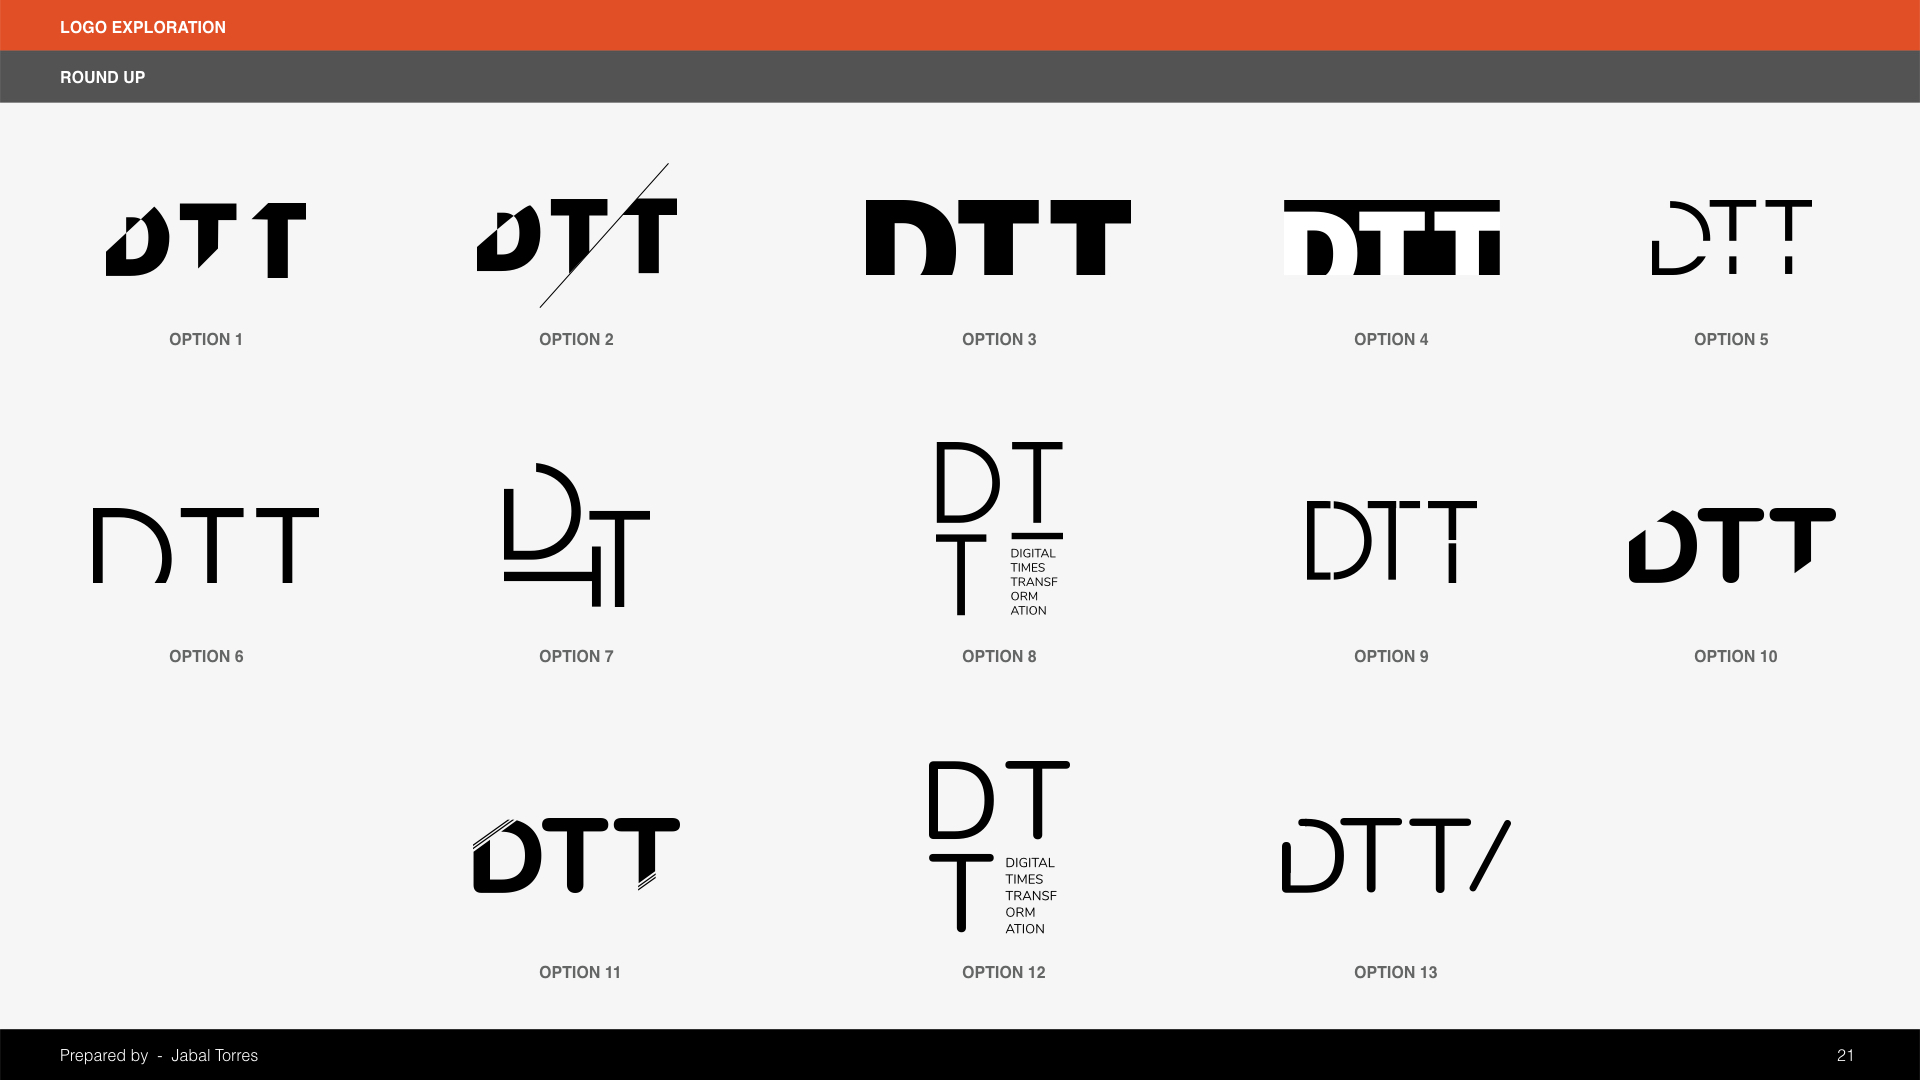 LOGO EXPLORATION
ROUND UP
DTT
DTT
DTT
DTT
DTT
OPTION 1
OPTION 2
OPTION 3
OPTION 4
OPTION 5
DTT
DTT
DT
T
DIGITAL
TIMES
TRANSF
ORM
ATION
DTT
DTT
OPTION 6
OPTION 7
OPTION 8
OPTION 9
OPTION 10
DTT
DT
T
DIGITAL
TIMES
TRANSF
ORM
ATION
DTT/
OPTION 11
OPTION 12
OPTION 13
Prepared by - Jabal Torres
21